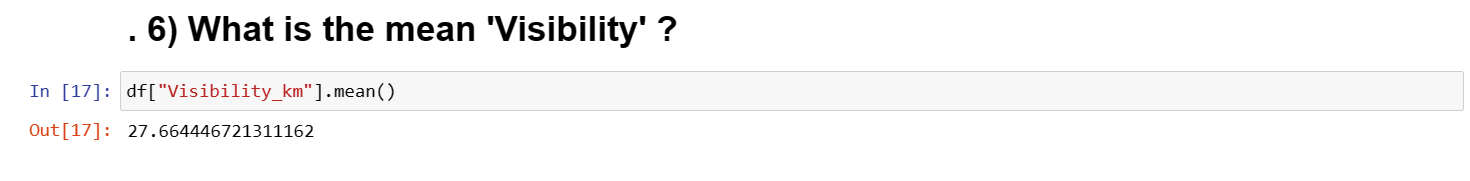 . 6) What is the mean 'Visibility' ?
In [17]: df["Visibility_km"].mean()
Out[17]: 27.664446721311162